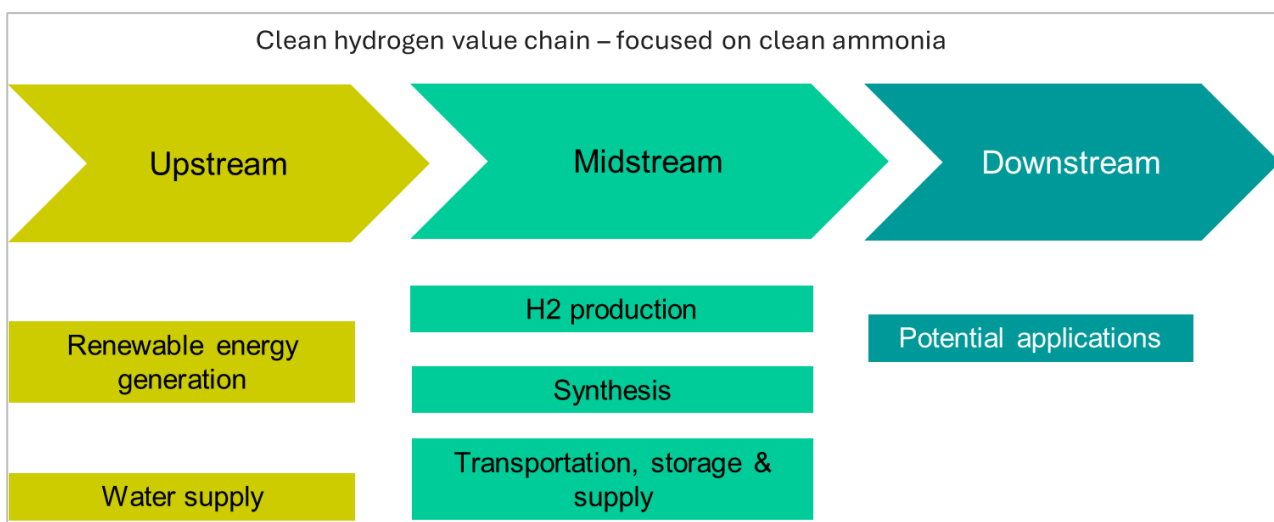 Clean hydrogen value chain – focused on clean ammonia
Upstream
Midstream
Downstream
Renewable energy
generation
Water supply
H2 production
Synthesis
Transportation, storage &
supply
Potential applications